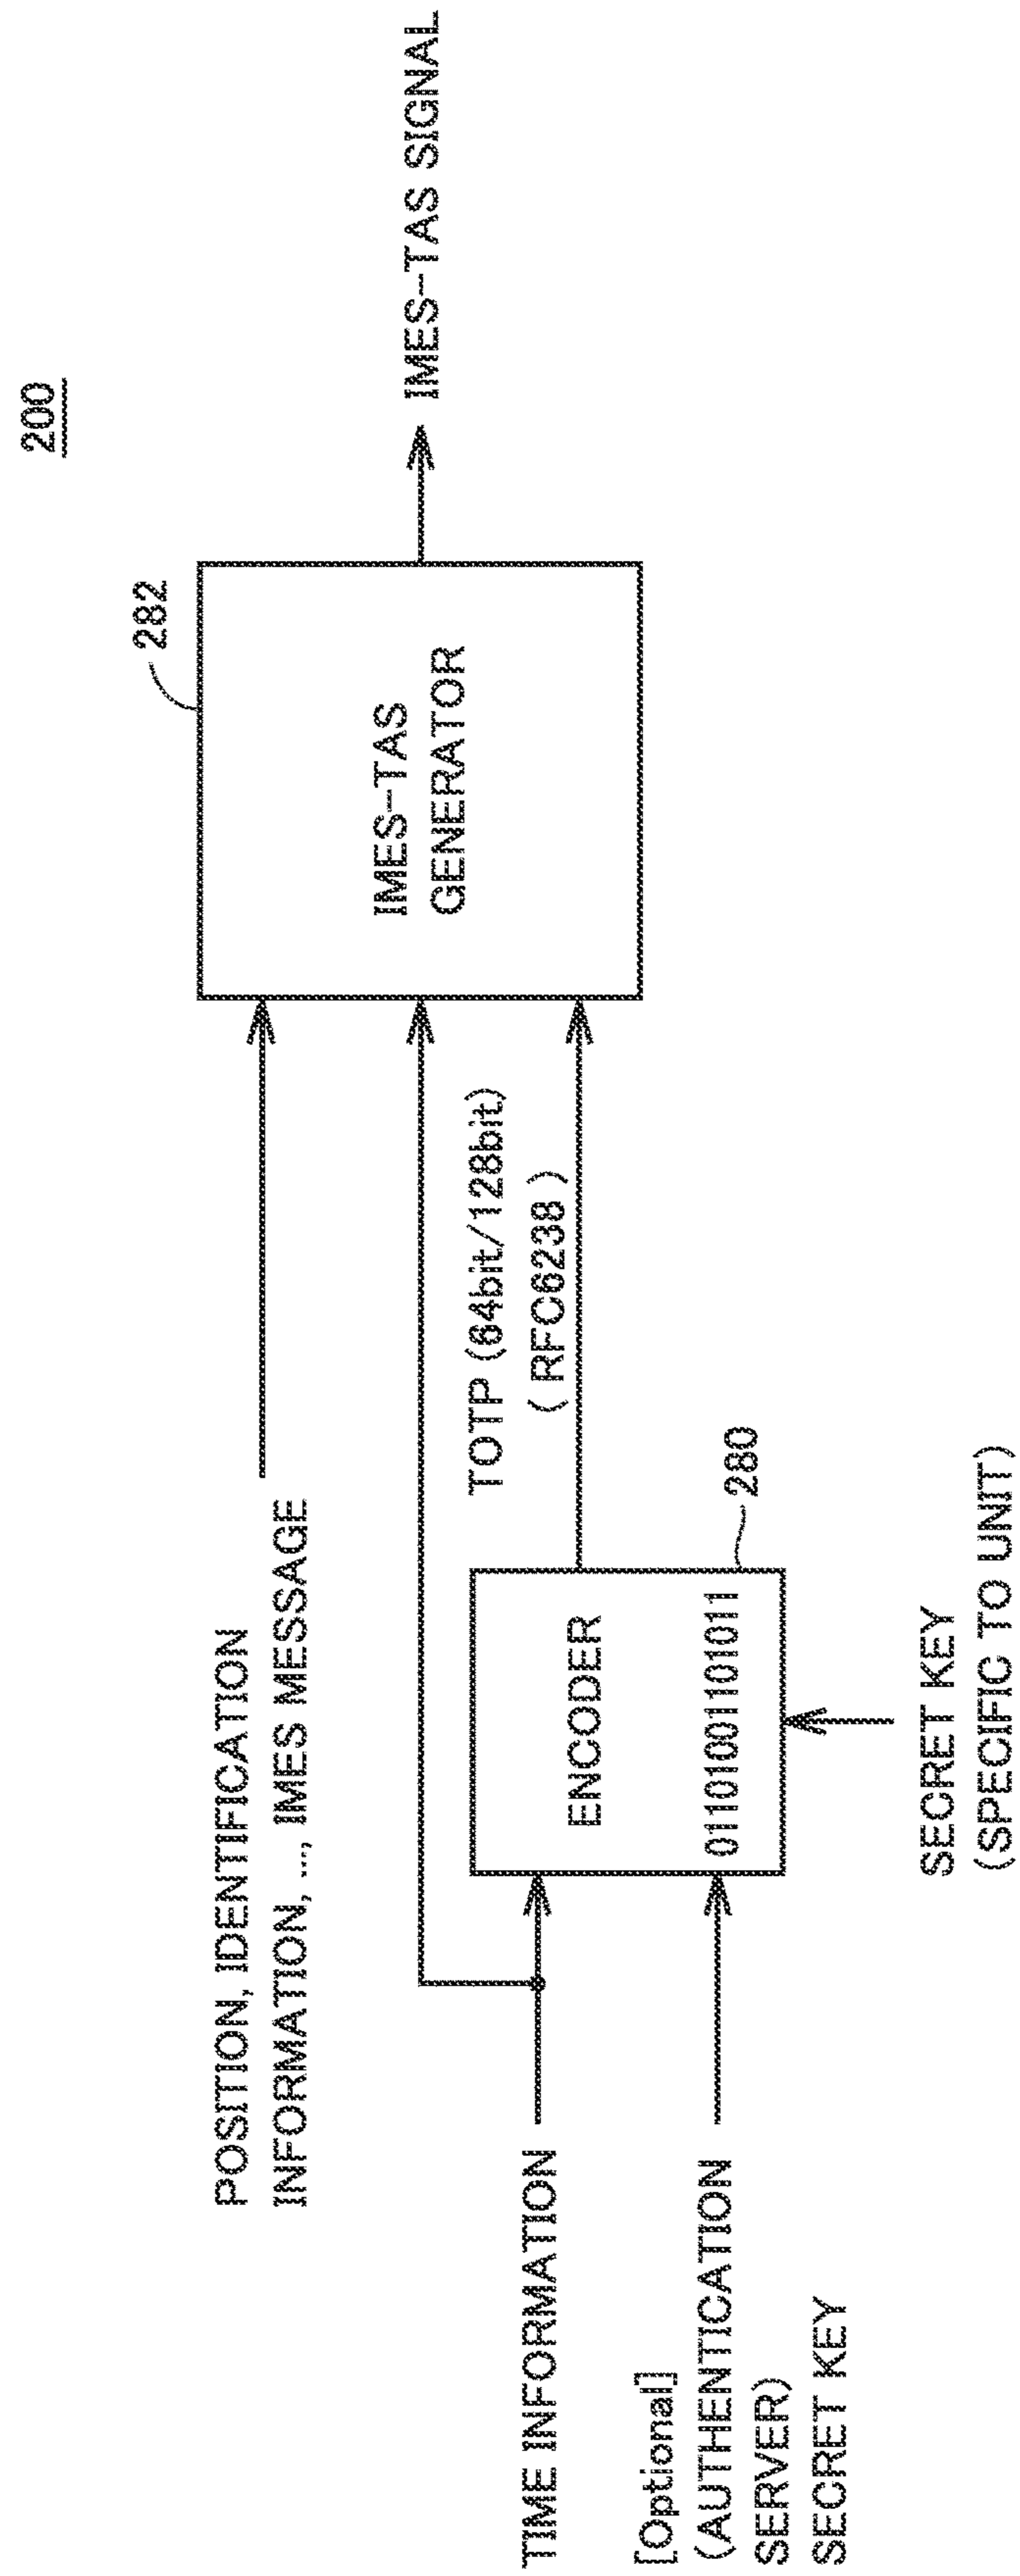 200
282
POSITION, IDENTIFICATION
INFORMATION, ..., IMES MESSAGE
IMES-TAS
GENERATOR
IMES-TAS SIGNAL
TOTP (64bit/128bit)
( RFC6238 )
TIME INFORMATION
ENCODER
01101001101011
280
[Optional]
(AUTHENTICATION
SERVER)
SECRET KEY
SECRET KEY
(SPECIFIC TO UNIT)